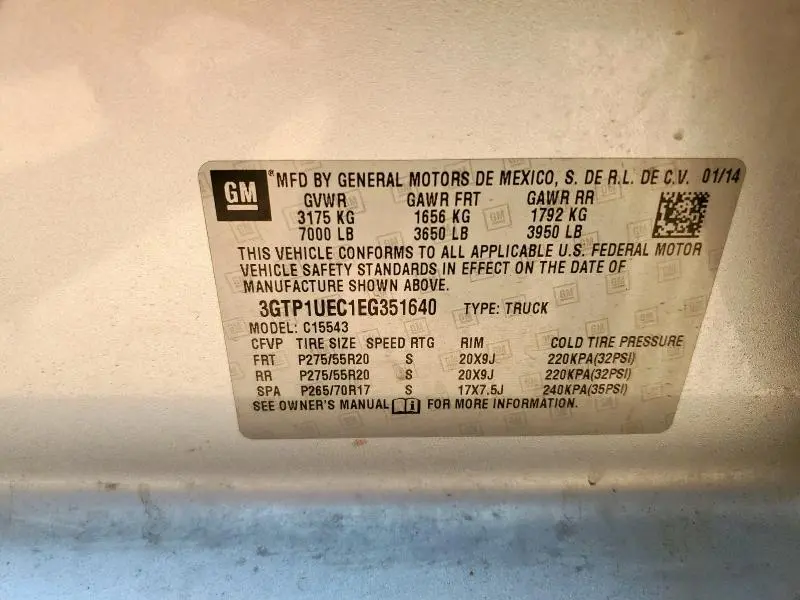 GM ® MFD BY GENERAL MOTORS DE MEXICO, S. DE R.L. DE C.V. 01/14
GVWR GAWR FRT GAWR RR
3175 KG 1656 KG 1792 KG
7000 LB 3650 LB 3950 LB
THIS VEHICLE CONFORMS TO ALL APPLICABLE U.S. FEDERAL MOTOR
VEHICLE SAFETY STANDARDS IN EFFECT ON THE DATE OF
MANUFACTURE SHOWN ABOVE.
3GTP1UEC1EG351640 TYPE: TRUCK
MODEL: C15543
CFVP TIRE SIZE SPEED RTG RIM COLD TIRE PRESSURE
FRT P275/55R20 S 20X9J 220KPA(32PSI)
RR P275/55R20 S 20X9J 220KPA(32PSI)
SPA P265/70R17 S 17X7.5J 240KPA(35PSI)
SEE OWNER'S MANUAL FOR MORE INFORMATION.